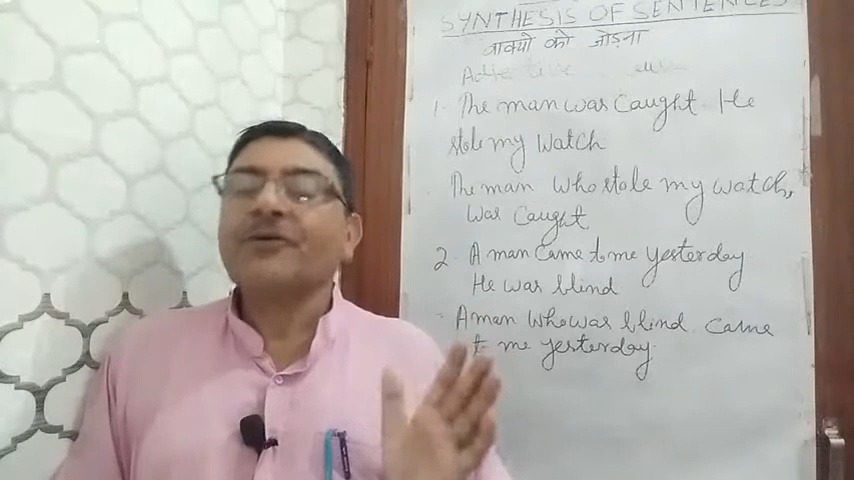 SYNTHESIS OF SENTENCES
वाक्यो को जोड़ना
1. The man was caught. He
stole my watch
The man who stole my watch,
was caught
2. A man came to me yesterday
He was blind
A man who was blind came
to me yesterday.